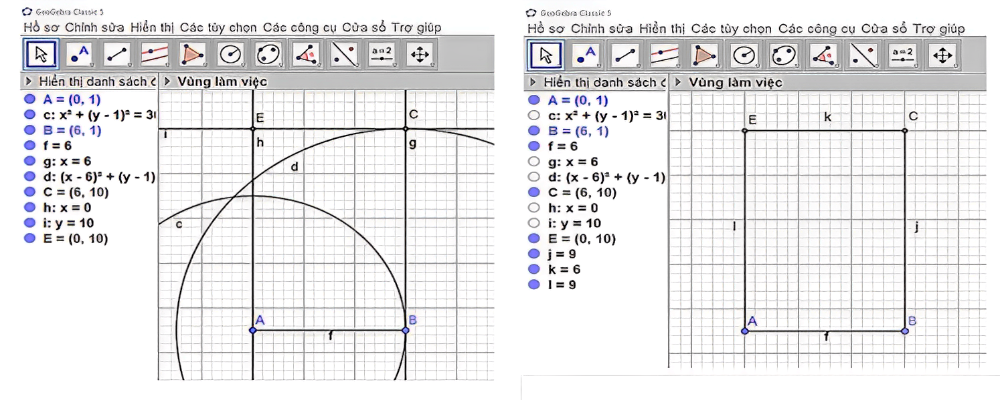 GeoGebra Classic 5
Hồ sơ Chỉnh sửa Hiển thị Các tùy chọn Các công cụ Cửa sổ Trợ giúp
A
a=2
Hiển thị danh sách
Vùng làm việc
A = (0, 1)
c: x² + (y - 1)² = 3
B = (6, 1)
f = 6
g: x = 6
d: (x - 6)² + (y - 1)
C = (6, 10)
h: x = 0
i: y = 10
E = (0, 10)
E
C
i
h
g
d
c
A
B
f
GeoGebra Classic 5
Hồ sơ Chỉnh sửa Hiển thị Các tùy chọn Các công cụ Cửa sổ Trợ giúp
A
a=2
Hiển thị danh sách
Vùng làm việc
A = (0, 1)
c: x² + (y - 1)² = 3
B = (6, 1)
f = 6
g: x = 6
d: (x - 6)² + (y - 1)
C = (6, 10)
h: x = 0
i: y = 10
E = (0, 10)
j = 9
k = 6
l = 9
E
k
C
l
j
A
B
f